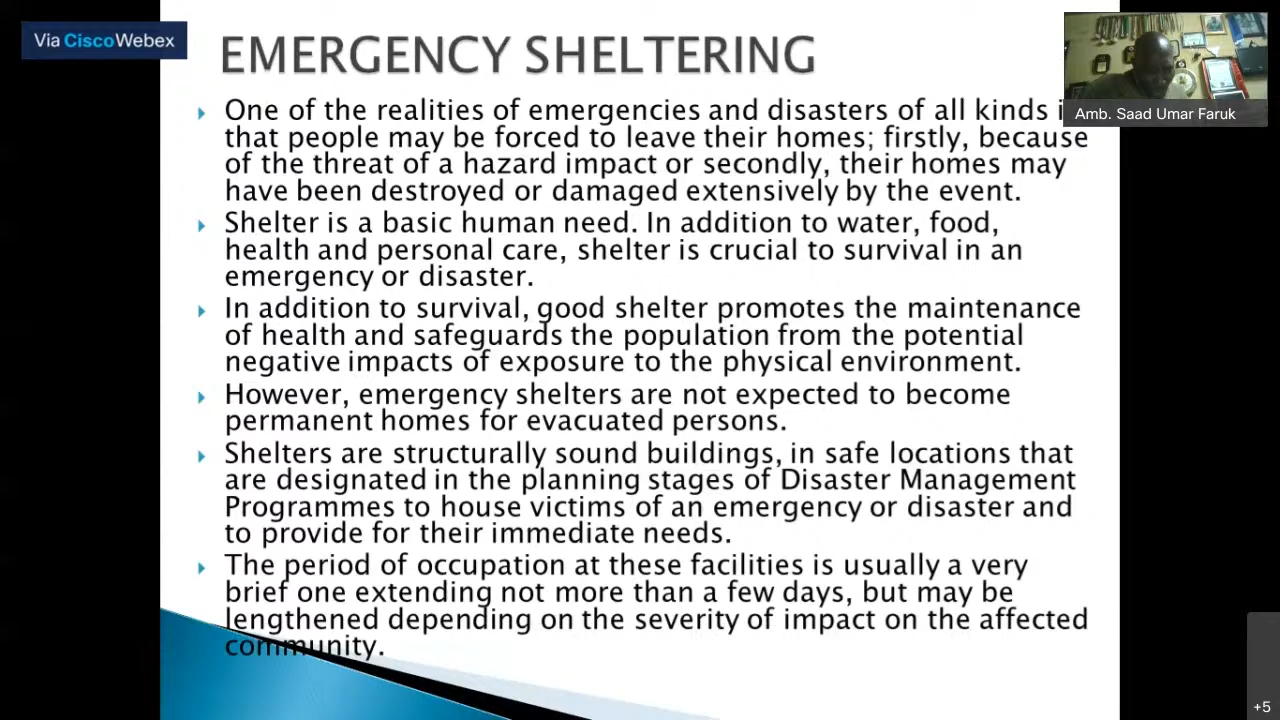 Via CiscoWebex
EMERGENCY SHELTERING
Amb. Saad Umar Faruk
One of the realities of emergencies and disasters of all kinds
that people may be forced to leave their homes; firstly, because
of the threat of a hazard impact or secondly, their homes may
have been destroyed or damaged extensively by the event.
Shelter is a basic human need. In addition to water, food,
health and personal care, shelter is crucial to survival in an
emergency or disaster.
In addition to survival, good shelter promotes the maintenance
of health and safeguards the population from the potential
negative impacts of exposure to the physical environment.
However, emergency shelters are not expected to become
permanent homes for evacuated persons.
Shelters are structurally sound buildings, in safe locations that
are designated in the planning stages of Disaster Management
Programmes to house victims of an emergency or disaster and
to provide for their immediate needs.
The period of occupation at these facilities is usually a very
brief one extending not more than a few days, but may be
lengthened depending on the severity of impact on the affected
community.
+5